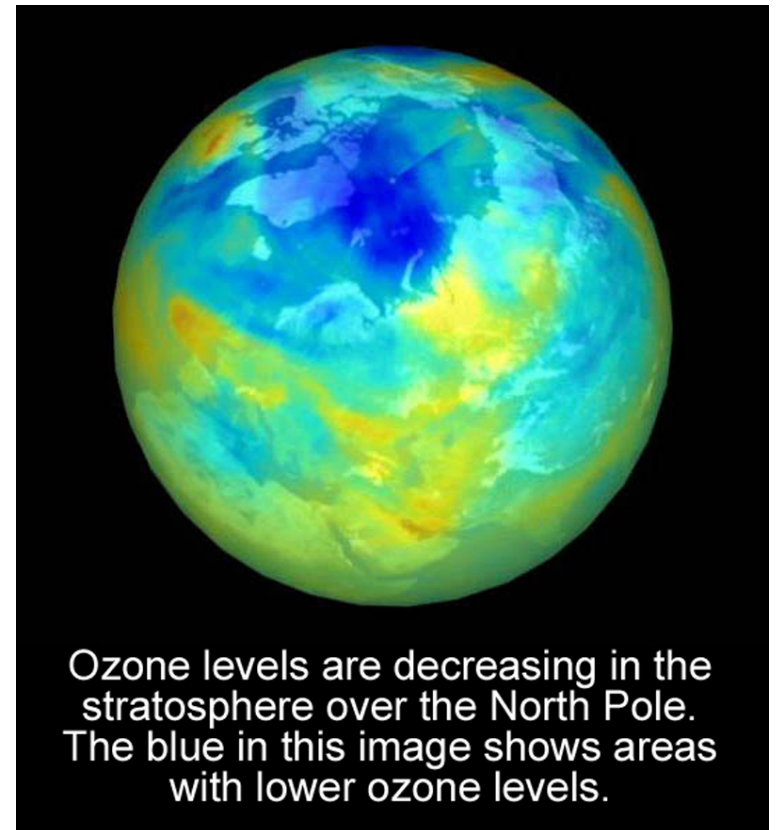 Ozone levels are decreasing in the
stratosphere over the North Pole.
The blue in this image shows areas
with lower ozone levels.